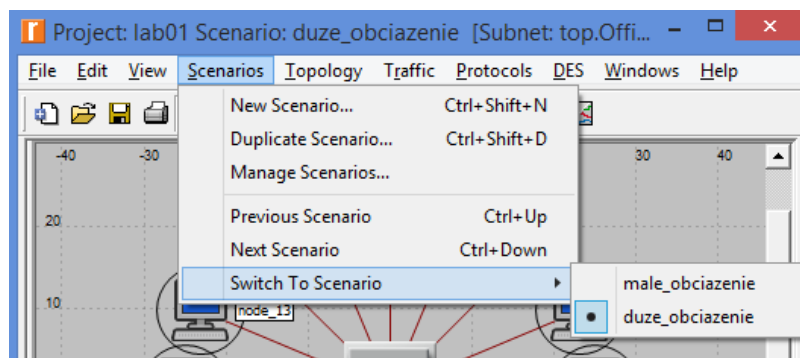 Project: lab01 Scenario: duze_obciazenie [Subnet: top.Offi...
File Edit View Scenarios Topology Traffic Protocols DES Windows Help
New Scenario... Ctrl+Shift+N
Duplicate Scenario... Ctrl+Shift+D
Manage Scenarios...
Previous Scenario Ctrl+Up
Next Scenario Ctrl+Down
Switch To Scenario
male_obciazenie
duze_obciazenie
-40 -30 30 40
20
10
node_13